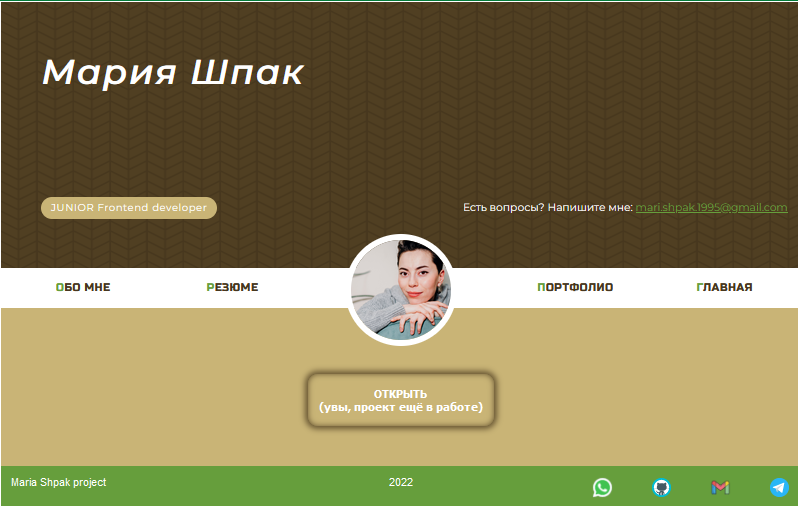 Мария Шпак
JUNIOR Frontend developer
Есть вопросы? Напишите мне: mari.shpak.1995@gmail.com
ОБО МНЕ
РЕЗЮМЕ
ПОРТФОЛИО
ГЛАВНАЯ
ОТКРЫТЬ
(увы, проект ещё в работе)
Maria Shpak project
2022